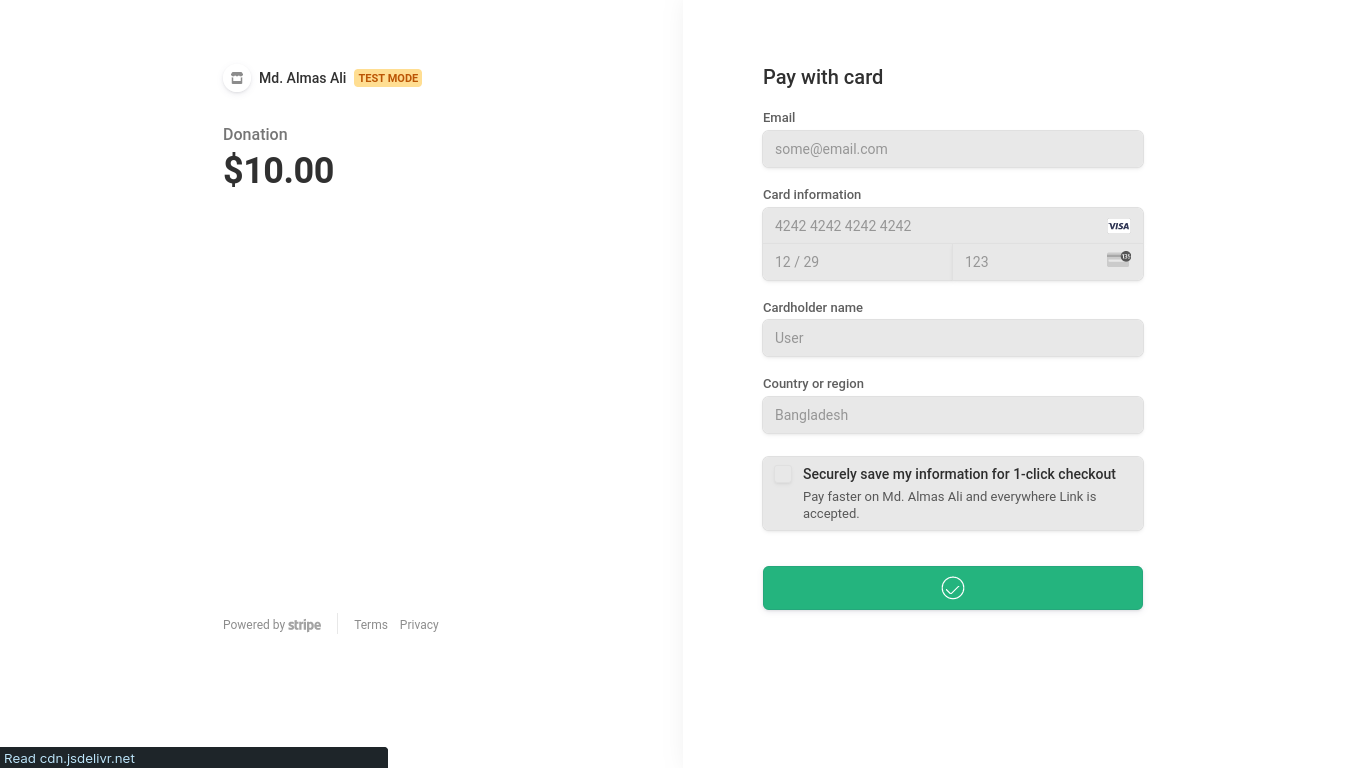 Md. Almas Ali TEST MODE
Donation
$10.00
Powered by stripe
Terms Privacy
Pay with card
Email
some@email.com
Card information
4242 4242 4242 4242 VISA
12 / 29
123
Cardholder name
User
Country or region
Bangladesh
Securely save my information for 1-click checkout
Pay faster on Md. Almas Ali and everywhere Link is
accepted.
Read cdn.jsdelivr.net